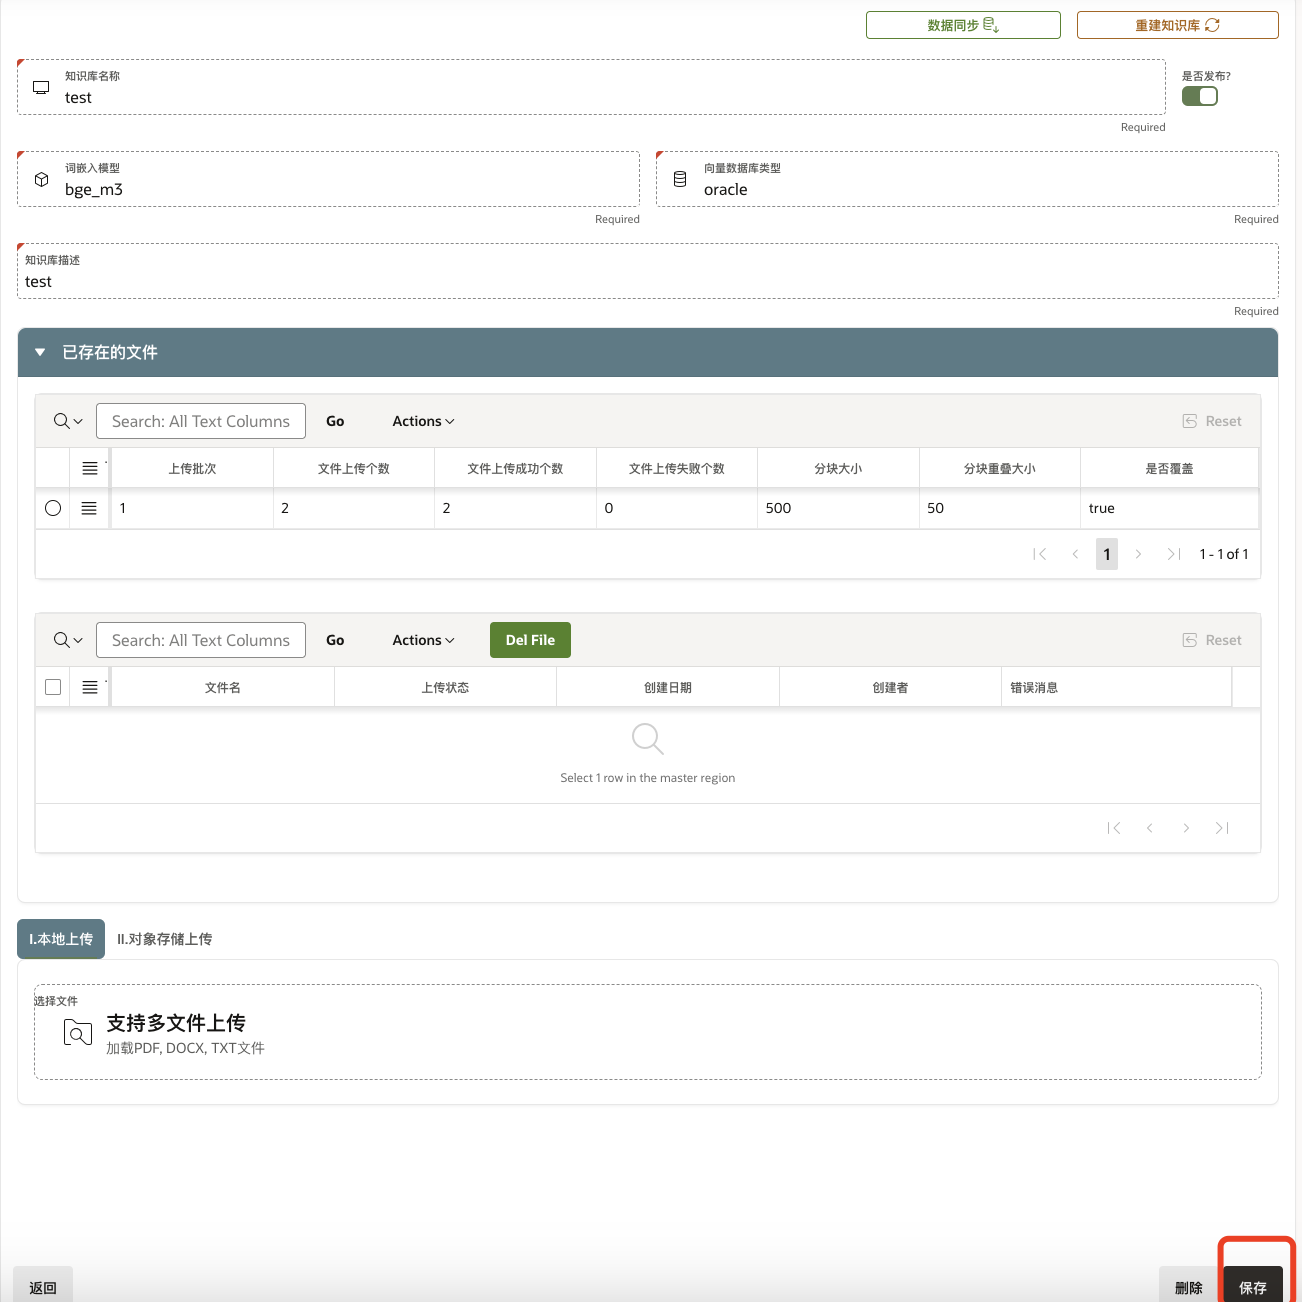 数据同步
重建知识库
知识库名称
test
是否发布?
Required
词嵌入模型
bge_m3
向量数据库类型
oracle
Required
Required
知识库描述
test
Required
已存在的文件
Search: All Text Columns
Go
Actions
Reset
上传批次 文件上传个数 文件上传成功个数 文件上传失败个数 分块大小 分块重叠大小 是否覆盖
1 2 2 0 500 50 true
1
1 - 1 of 1
Search: All Text Columns
Go
Actions
Del File
Reset
文件名 上传状态 创建日期 创建者 错误消息
Select 1 row in the master region
I.本地上传
II.对象存储上传
选择文件
支持多文件上传
加载PDF, DOCX, TXT文件
返回
删除
保存